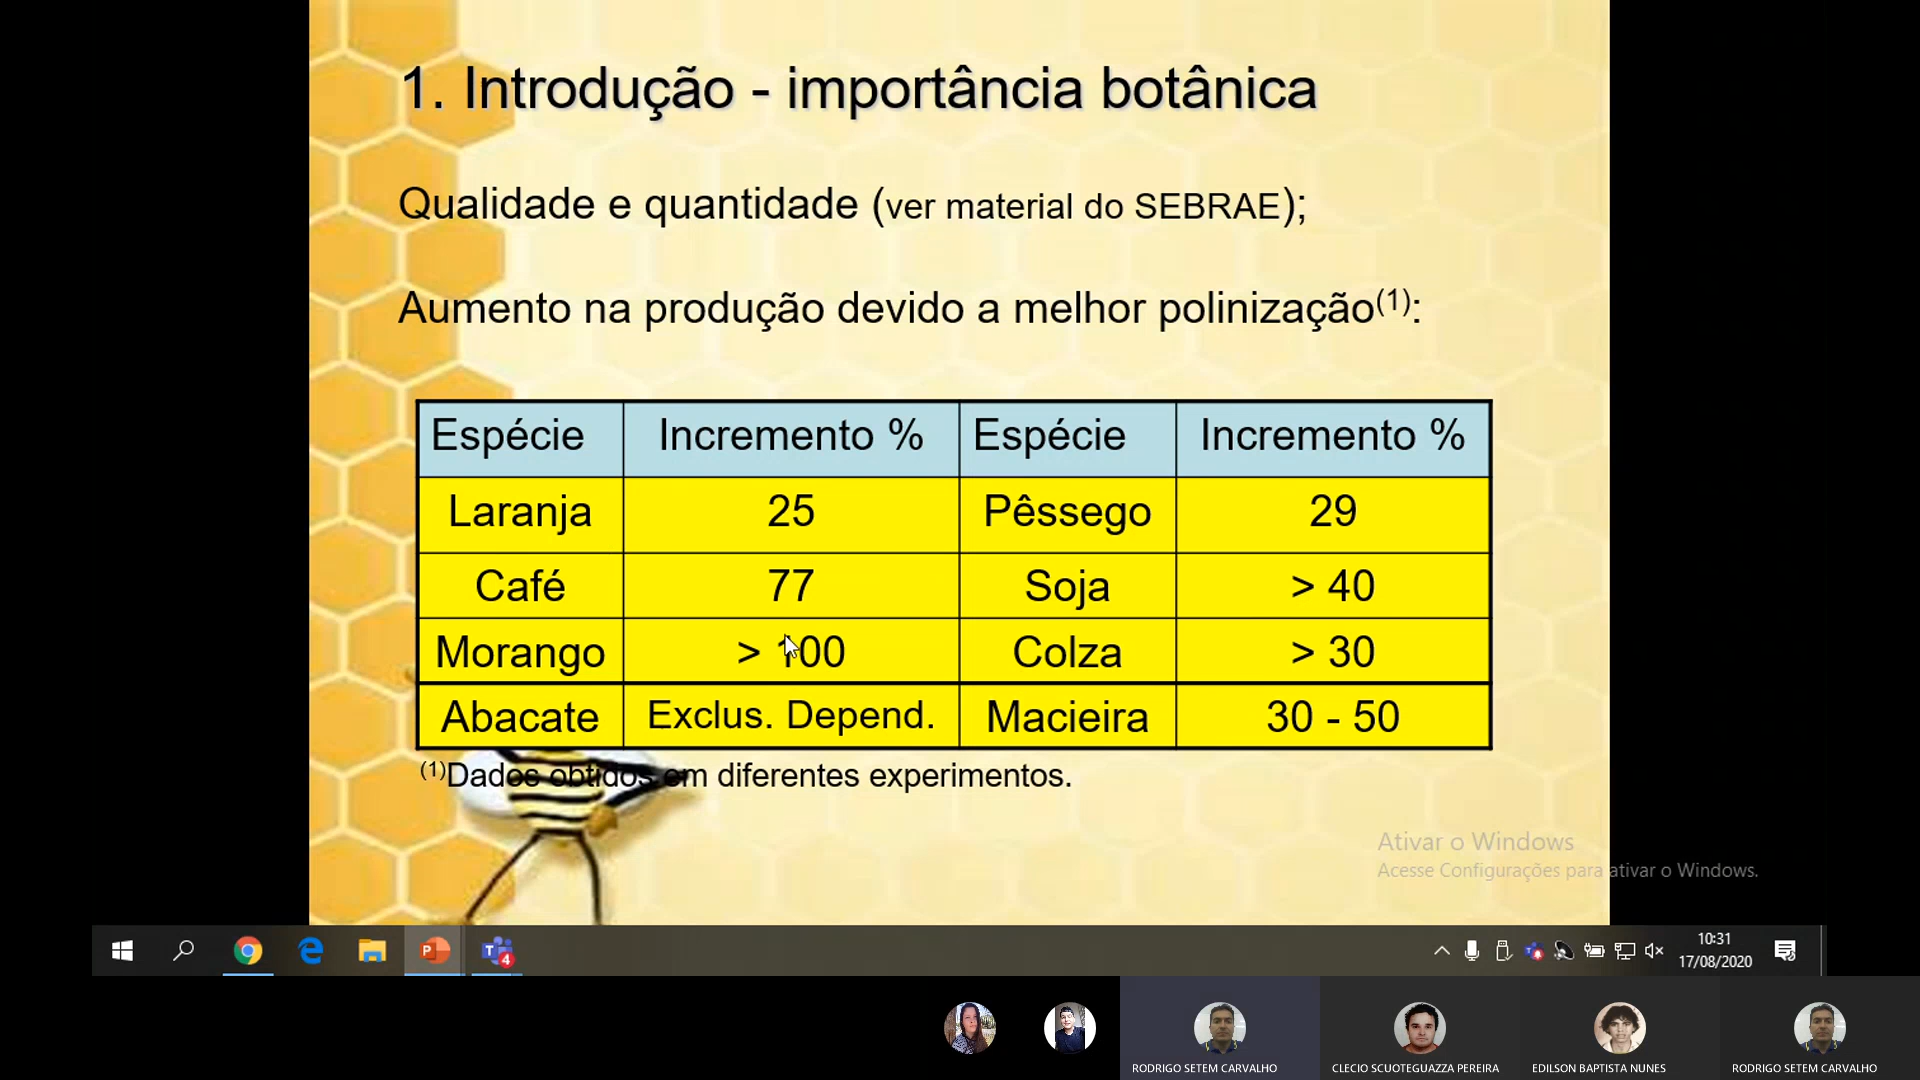 1. Introdução - importância botânica
Qualidade e quantidade (ver material do SEBRAE);
Aumento na produção devido a melhor polinização(1):
Espécie Incremento % Espécie Incremento %
Laranja 25 Pêssego 29
Café 77 Soja > 40
Morango > 100 Colza > 30
Abacate Exclus. Depend. Macieira 30 - 50
(1)Dados obtidos em diferentes experimentos.
Ativar o Windows
Acesse Configurações para ativar o Windows.
P
T
4
10:31
17/08/2020
RODRIGO SETEM CARVALHO
CLECIO SCUOTEGUAZZA PEREIRA
EDILSON BAPTISTA NUNES
RODRIGO SETEM CARVALHO